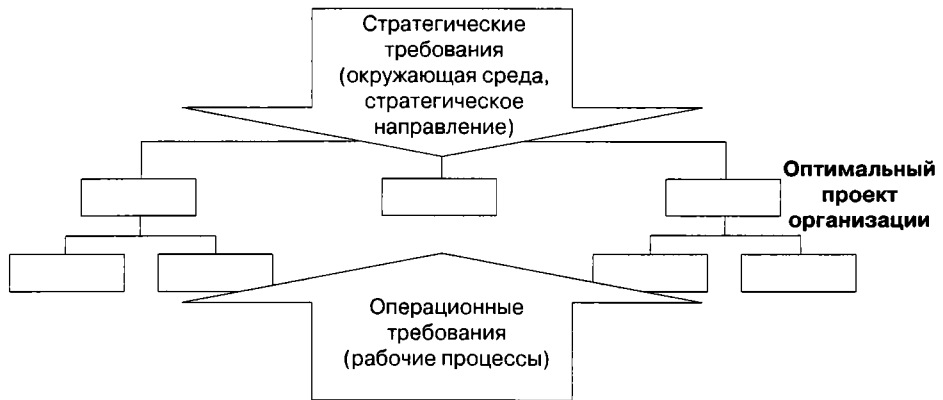 Стратегические
требования
(окружающая среда,
стратегическое
направление)
Оптимальный
проект
организации
Операционные
требования
(рабочие процессы)